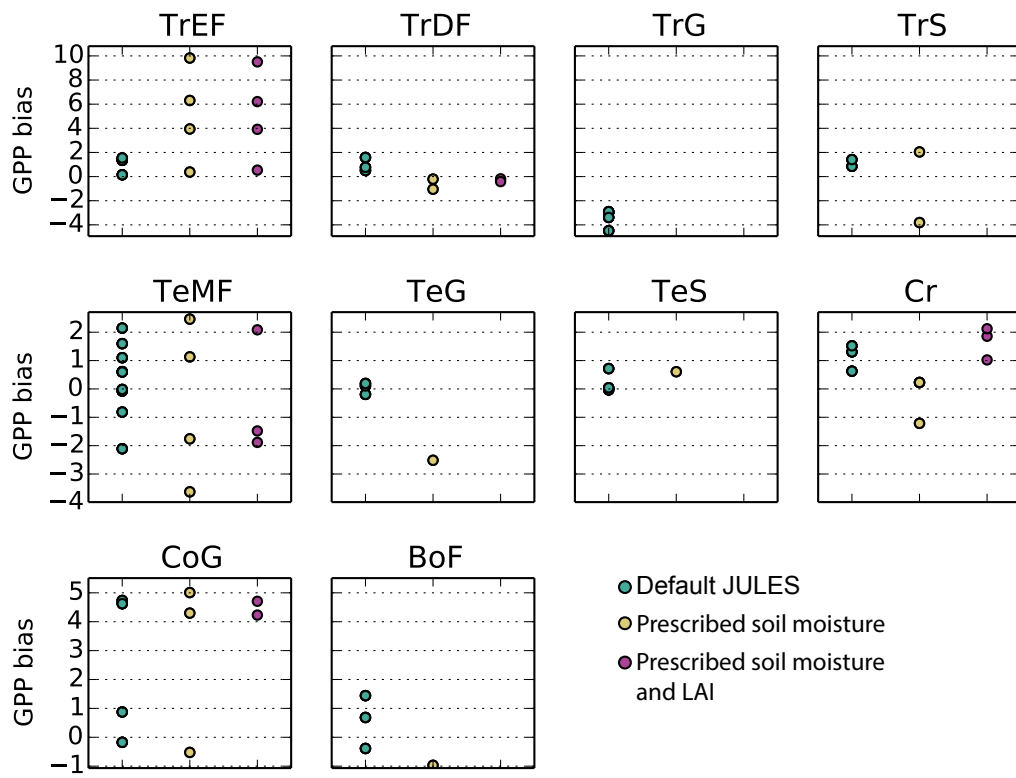 TrEF TrDF TrG TrS
10
8
6
4
2
0
−2
−4
GPP bias
TeMF TeG TeS Cr
2
1
0
−1
−2
−3
−4
GPP bias
CoG BoF
5
4
3
2
1
0
−1
GPP bias
Default JULES
Prescribed soil moisture
Prescribed soil moisture
and LAI